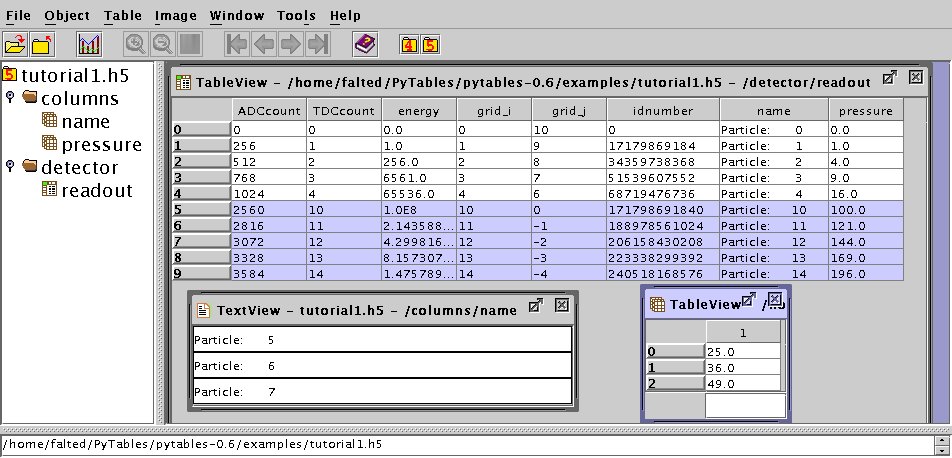 File Object Table Image Window Tools Help
4 5
5 tutorial1.h5
columns
name
pressure
detector
readout
TableView – /home/falted/PyTables/pytables-0.6/examples/tutorial1.h5 – /detector/readout
ADCcount TDCcount energy grid_i grid_j idnumber name pressure
0 0 0 0.0 0 10 0 Particle: 0 0.0
1 256 1 1.0 1 9 17179869184 Particle: 1 1.0
2 512 2 256.0 2 8 34359738368 Particle: 2 4.0
3 768 3 6561.0 3 7 51539607552 Particle: 3 9.0
4 1024 4 65536.0 4 6 68719476736 Particle: 4 16.0
5 2560 10 1.0E8 10 0 171798691840 Particle: 10 100.0
6 2816 11 2.143588... 11 -1 188978561024 Particle: 11 121.0
7 3072 12 4.299816... 12 -2 206158430208 Particle: 12 144.0
8 3328 13 8.157307... 13 -3 223338299392 Particle: 13 169.0
9 3584 14 1.475789... 14 -4 240518168576 Particle: 14 196.0
TextView – tutorial1.h5 – /columns/name
Particle: 5
Particle: 6
Particle: 7
TableView
1
0 25.0
1 36.0
2 49.0
/home/falted/PyTables/pytables-0.6/examples/tutorial1.h5